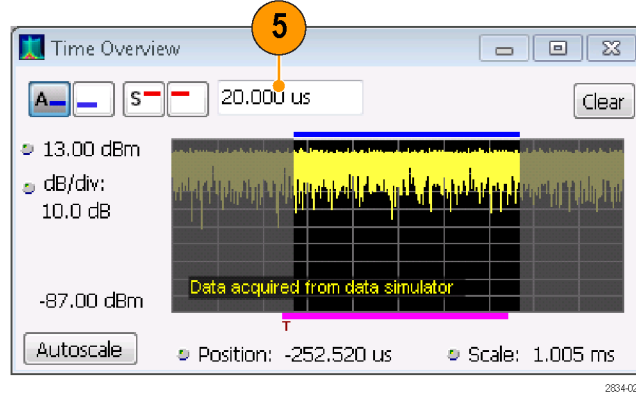 5
Time Overview
A
S
20.000 us
Clear
13.00 dBm
dB/div:
10.0 dB
-87.00 dBm
Data acquired from data simulator
T
Autoscale
Position: -252.520 us
Scale: 1.005 ms
2834-02